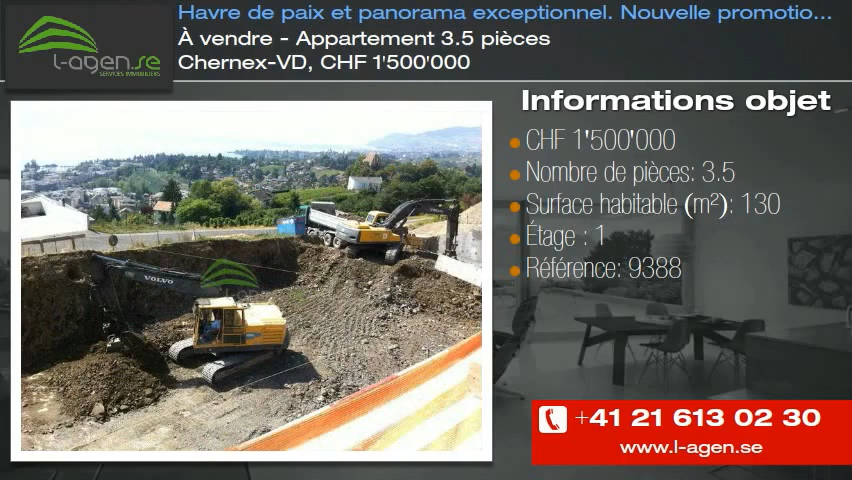 Havre de paix et panorama exceptionnel. Nouvelle promotio...
À vendre - Appartement 3.5 pièces
Chernex-VD, CHF 1'500'000
l-agen.se
SERVICES IMMOBILIERS
Informations objet
CHF 1'500'000
Nombre de pièces: 3.5
Surface habitable (m²): 130
Étage : 1
Référence: 9388
VOLVO
+41 21 613 02 30
www.l-agen.se